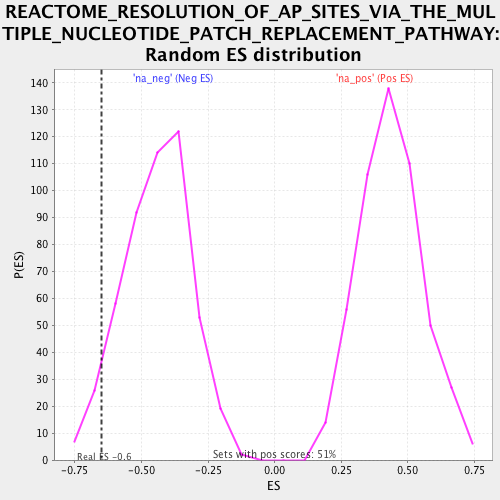 REACTOME_RESOLUTION_OF_AP_SITES_VIA_THE_MUL
TIPLE_NUCLEOTIDE_PATCH_REPLACEMENT_PATHWAY:
Random ES distribution
'na_neg' (Neg ES)
'na_pos' (Pos ES)
140
130
120
110
100
90
80
70
60
50
40
30
20
10
0
P(ES)
Real ES -0.6
Sets with pos scores: 51%
-0.75
-0.50
-0.25
0.00
0.25
0.50
0.75
ES